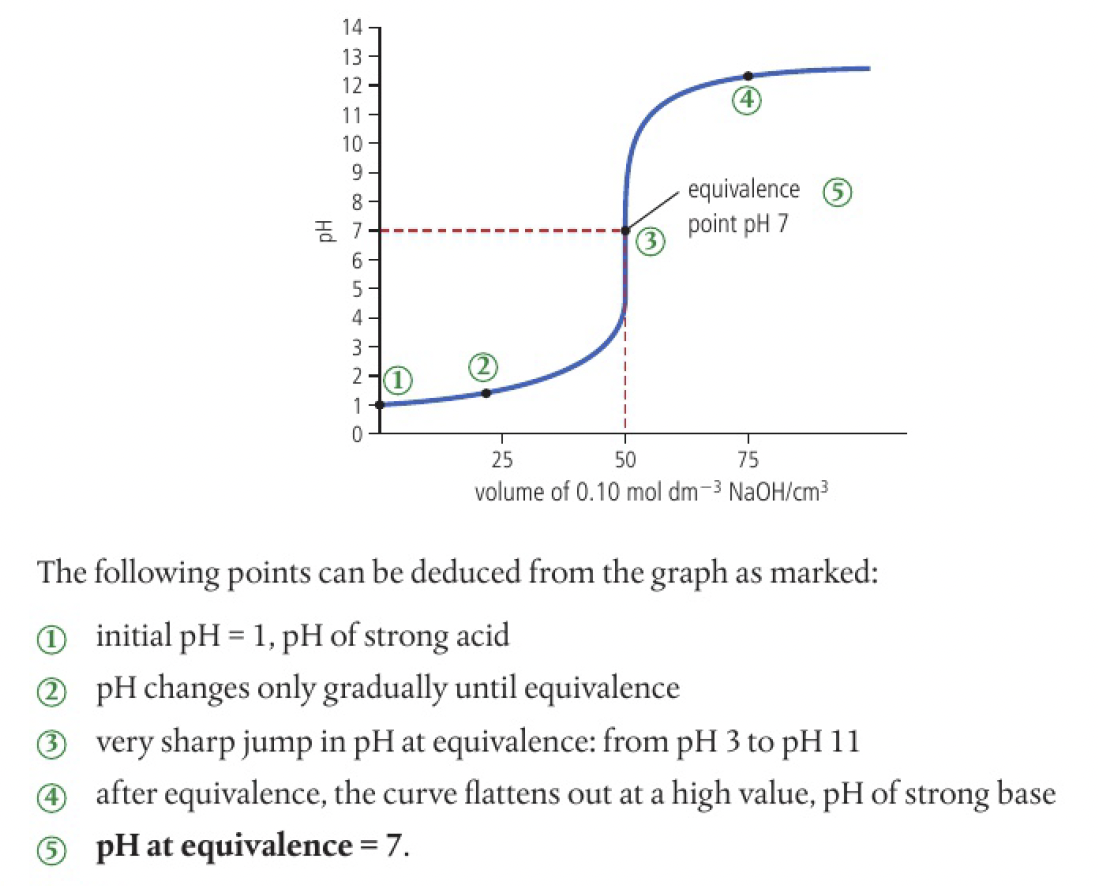 14
13
12
11
10
9
8
7
6
5
4
3
2
1
0
pH
①
②
③
④
equivalence ⑤
point pH 7
25 50 75
volume of 0.10 mol dm⁻³ NaOH/cm³
The following points can be deduced from the graph as marked:
① initial pH = 1, pH of strong acid
② pH changes only gradually until equivalence
③ very sharp jump in pH at equivalence: from pH 3 to pH 11
④ after equivalence, the curve flattens out at a high value, pH of strong base
⑤ pH at equivalence = 7.